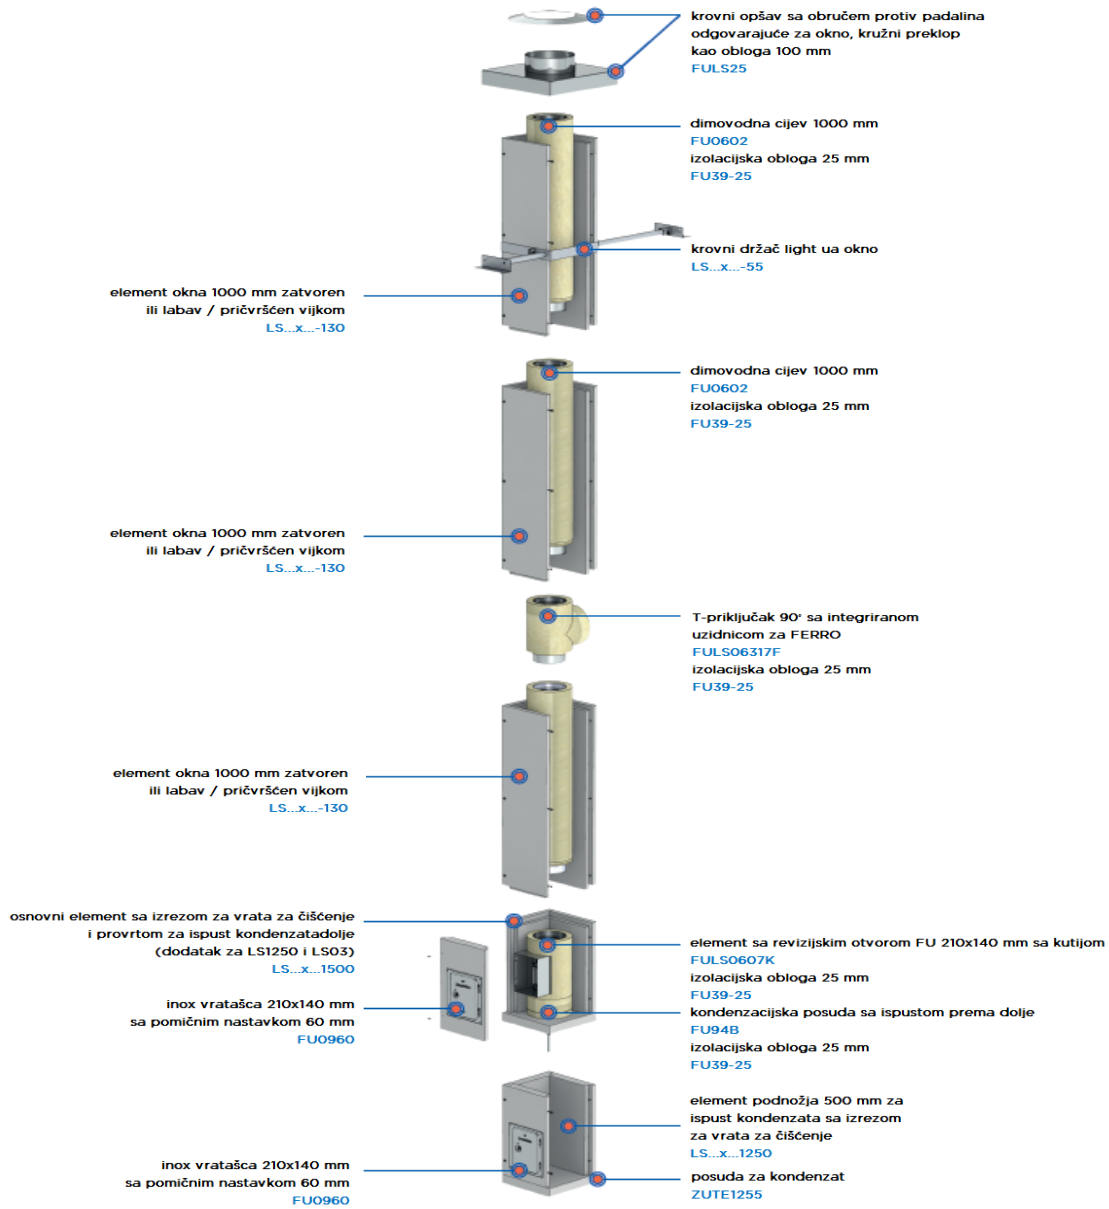 krovni opšav sa obručem protiv padalina
odgovarajuće za okno, kružni preklop
kao obloga 100 mm
FULS25
dimovodna cijev 1000 mm
FU0602
izolacijska obloga 25 mm
FU39-25
krovni držač light ua okno
LS...x...-55
element okna 1000 mm zatvoren
ili labav / pričvršćen vijkom
LS...x...-130
dimovodna cijev 1000 mm
FU0602
izolacijska obloga 25 mm
FU39-25
element okna 1000 mm zatvoren
ili labav / pričvršćen vijkom
LS...x...-130
T-priključak 90° sa integriranom
uzidnicom za FERRO
FULS06317F
izolacijska obloga 25 mm
FU39-25
element okna 1000 mm zatvoren
ili labav / pričvršćen vijkom
LS...x...-130
osnovni element sa izrezom za vrata za čišćenje
i provrtom za ispust kondenzatadolje
(dodatak za LS1250 i LS03)
LS...x...1500
inox vratašca 210x140 mm
sa pomičnim nastavkom 60 mm
FU0960
element sa revizijskim otvorom FU 210x140 mm sa kutijom
FULS0607K
izolacijska obloga 25 mm
FU39-25
kondenzacijska posuda sa ispustom prema dolje
FU94B
izolacijska obloga 25 mm
FU39-25
element podnožja 500 mm za
ispust kondenzata sa izrezom
za vrata za čišćenje
LS...x...1250
inox vratašca 210x140 mm
sa pomičnim nastavkom 60 mm
FU0960
posuda za kondenzat
ZUTE1255